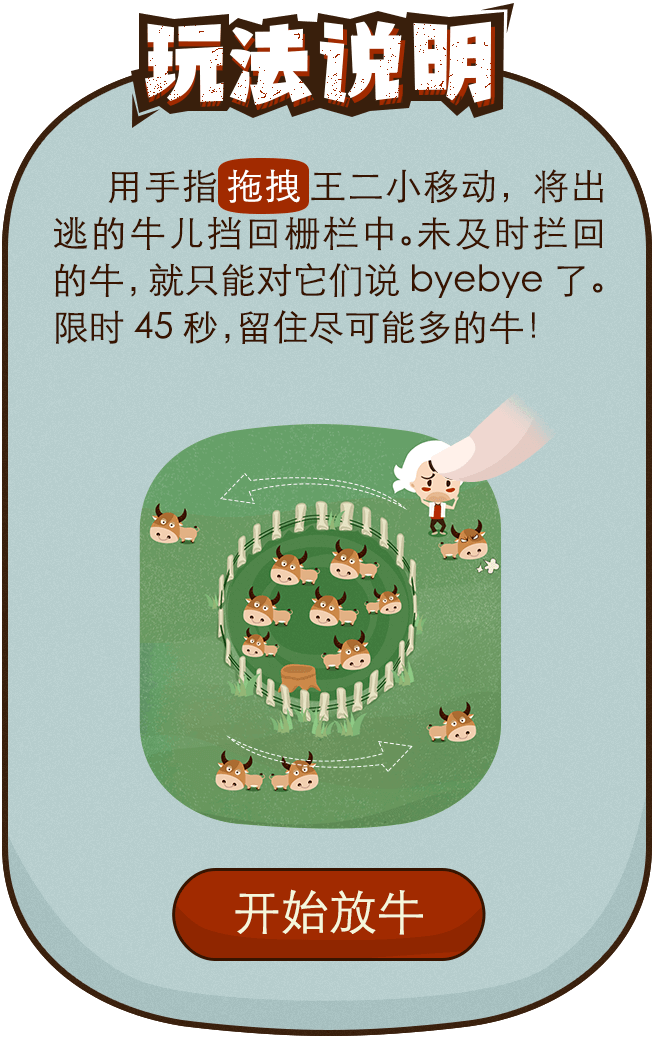 玩法说明
用手指拖拽王二小移动，将出
逃的牛儿挡回栅栏中。未及时拦回
的牛，就只能对它们说 byebye 了。
限时 45 秒，留住尽可能多的牛！
开始放牛